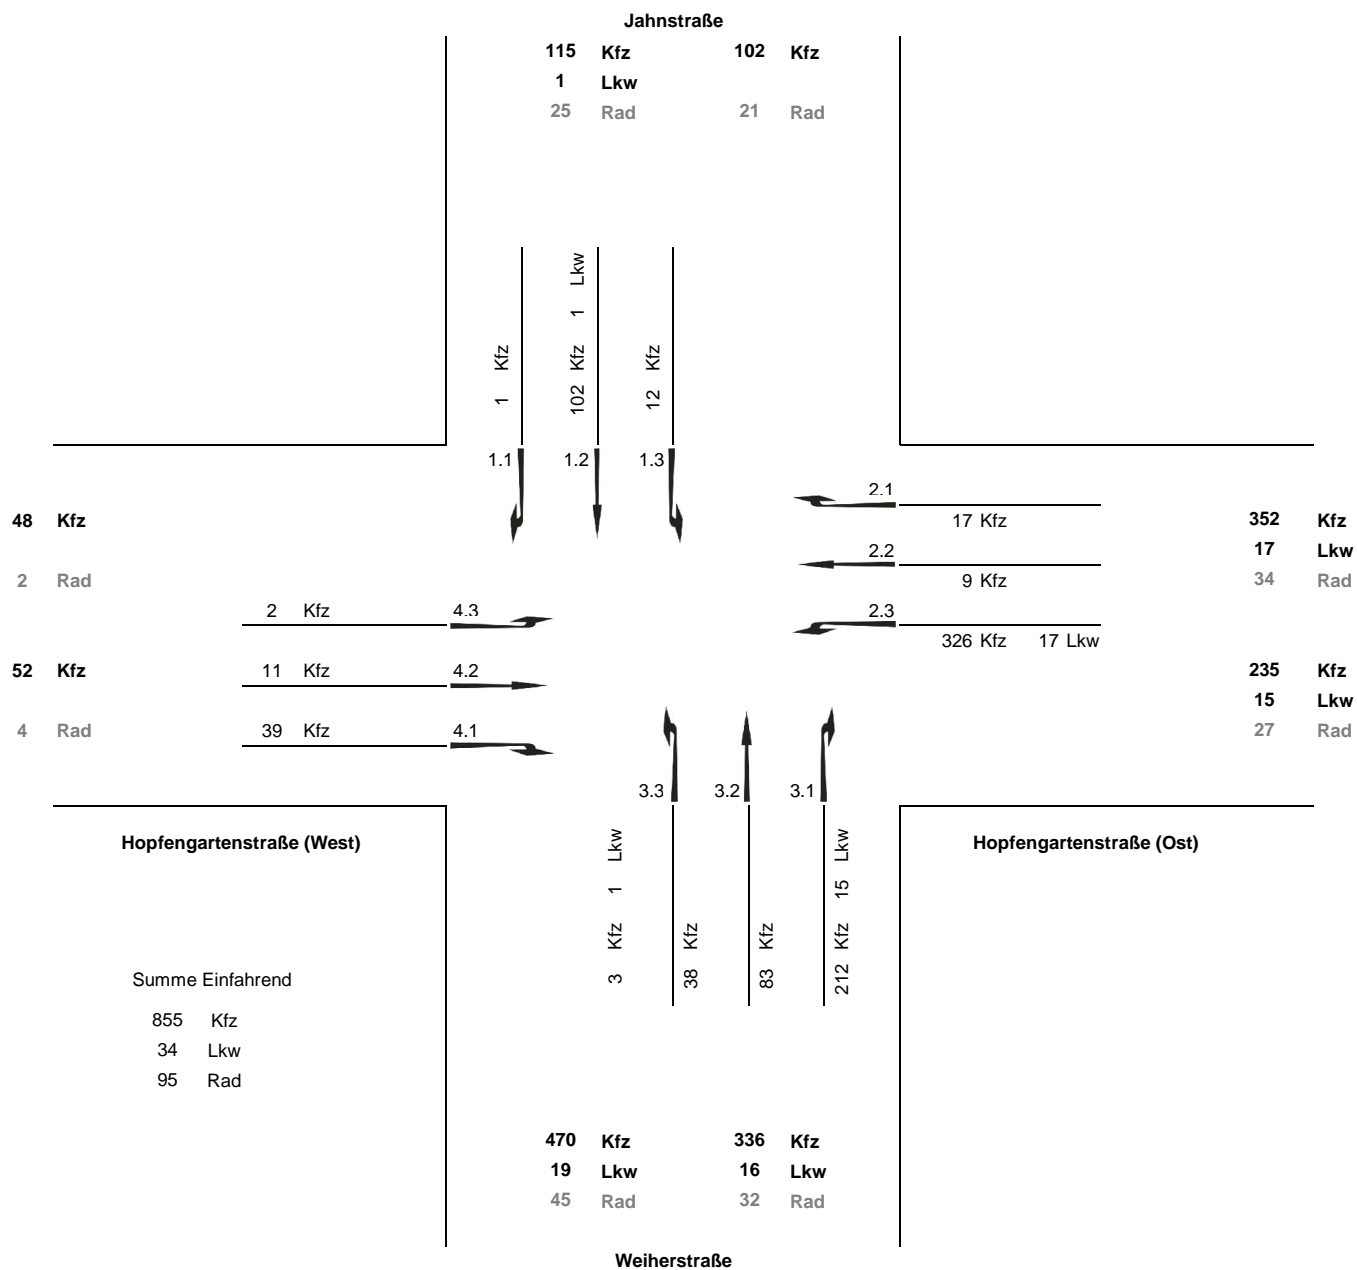 Jahnstraße
115 Kfz 102 Kfz
1 Lkw
25 Rad 21 Rad
1 Kfz
102 Kfz 1 Lkw
12 Kfz
1.1 1.2 1.3
2.1
17 Kfz
2.2
9 Kfz
2.3
326 Kfz 17 Lkw
352 Kfz
17 Lkw
34 Rad
235 Kfz
15 Lkw
27 Rad
48 Kfz
2 Rad
2 Kfz 4.3
52 Kfz
11 Kfz 4.2
4 Rad
39 Kfz 4.1
3.3 3.2 3.1
3 Kfz 1 Lkw
38 Kfz
83 Kfz
212 Kfz 15 Lkw
Hopfengartenstraße (West)
Hopfengartenstraße (Ost)
Summe Einfahrend
855 Kfz
34 Lkw
95 Rad
470 Kfz 336 Kfz
19 Lkw 16 Lkw
45 Rad 32 Rad
Weiherstraße